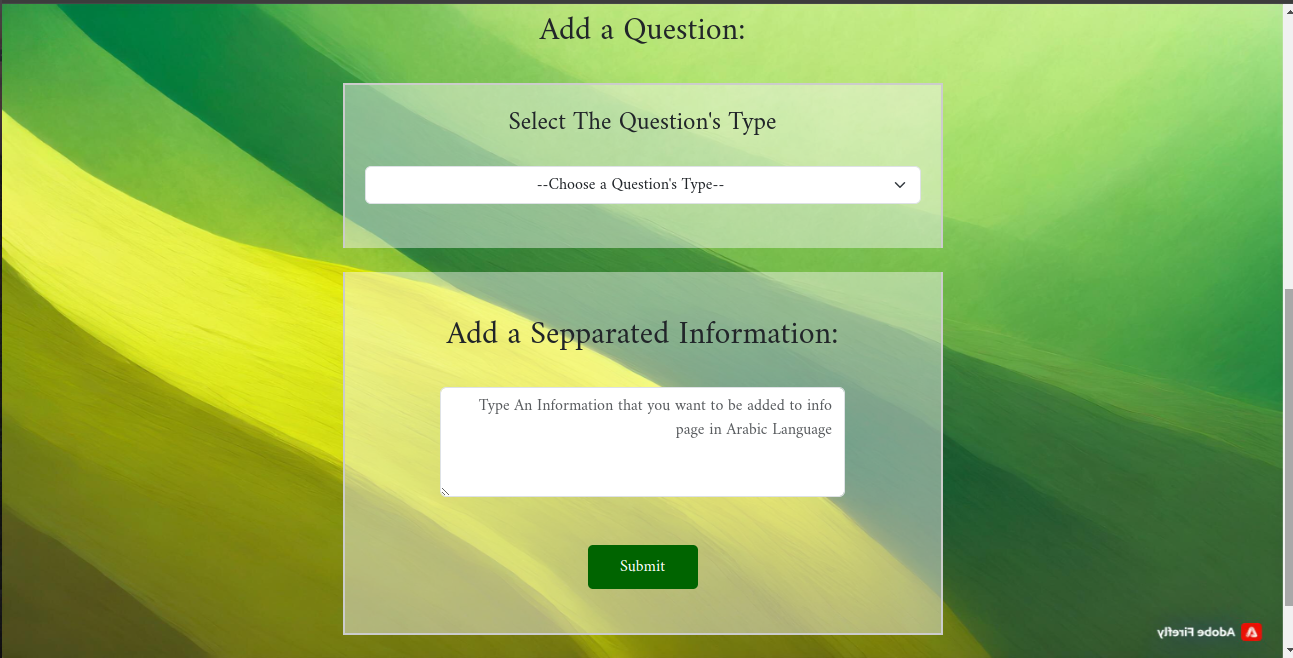 Add a Question:
Select The Question's Type
--Choose a Question's Type--
Add a Sepparated Information:
Type An Information that you want to be added to info
page in Arabic Language
Submit
Adobe Firefly